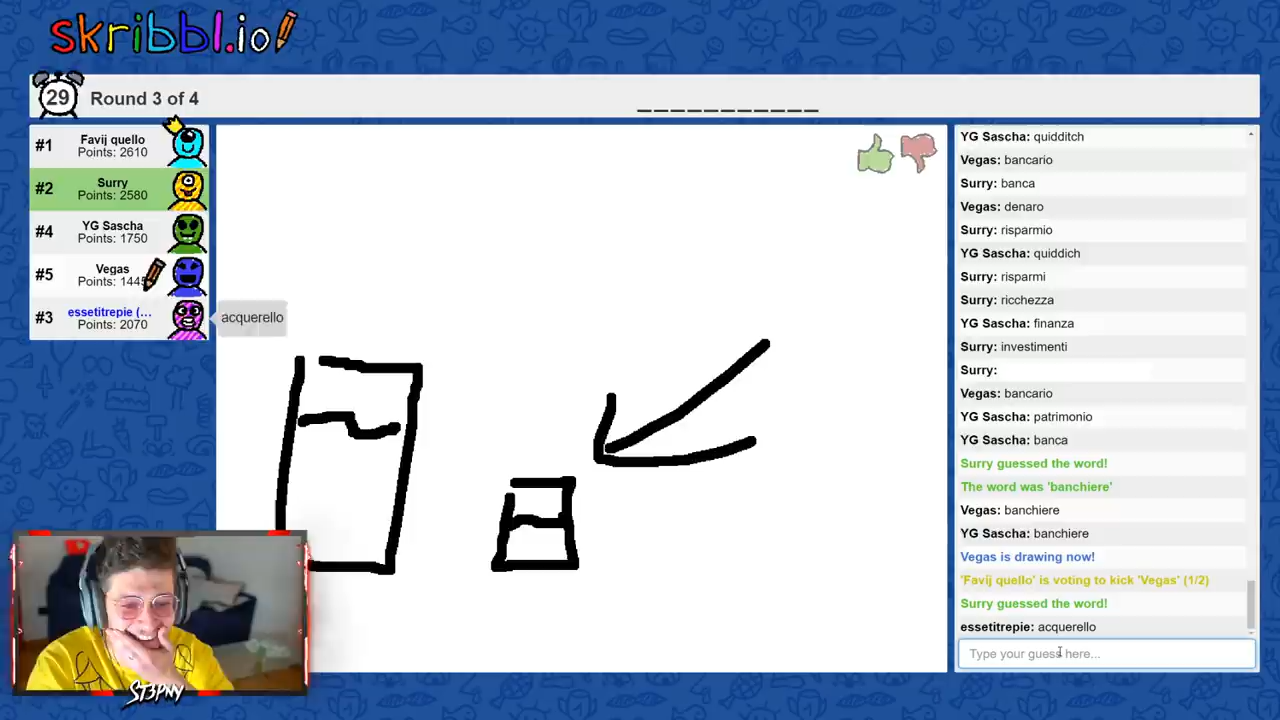 skribbl.io
29
Round 3 of 4
___________
#1
Favij quello
Points: 2610
#2
Surry
Points: 2580
#4
YG Sascha
Points: 1750
#5
Vegas
Points: 1445
#3
essetitrepie (...
Points: 2070
acquerello
YG Sascha: quidditch
Vegas: bancario
Surry: banca
Vegas: denaro
Surry: risparmio
YG Sascha: quiddich
Surry: risparmi
Surry: ricchezza
YG Sascha: finanza
Surry: investimenti
Surry:
Vegas: bancario
YG Sascha: patrimonio
YG Sascha: banca
Surry guessed the word!
The word was 'banchiere'
Vegas: banchiere
YG Sascha: banchiere
Vegas is drawing now!
'Favij quello' is voting to kick 'Vegas' (1/2)
Surry guessed the word!
essetitrepie: acquerello
Type your guess here...
ST3PNY